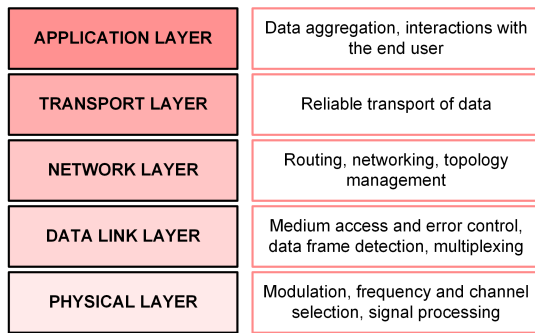 APPLICATION LAYER
Data aggregation, interactions with
the end user
TRANSPORT LAYER
Reliable transport of data
NETWORK LAYER
Routing, networking, topology
management
DATA LINK LAYER
Medium access and error control,
data frame detection, multiplexing
PHYSICAL LAYER
Modulation, frequency and channel
selection, signal processing